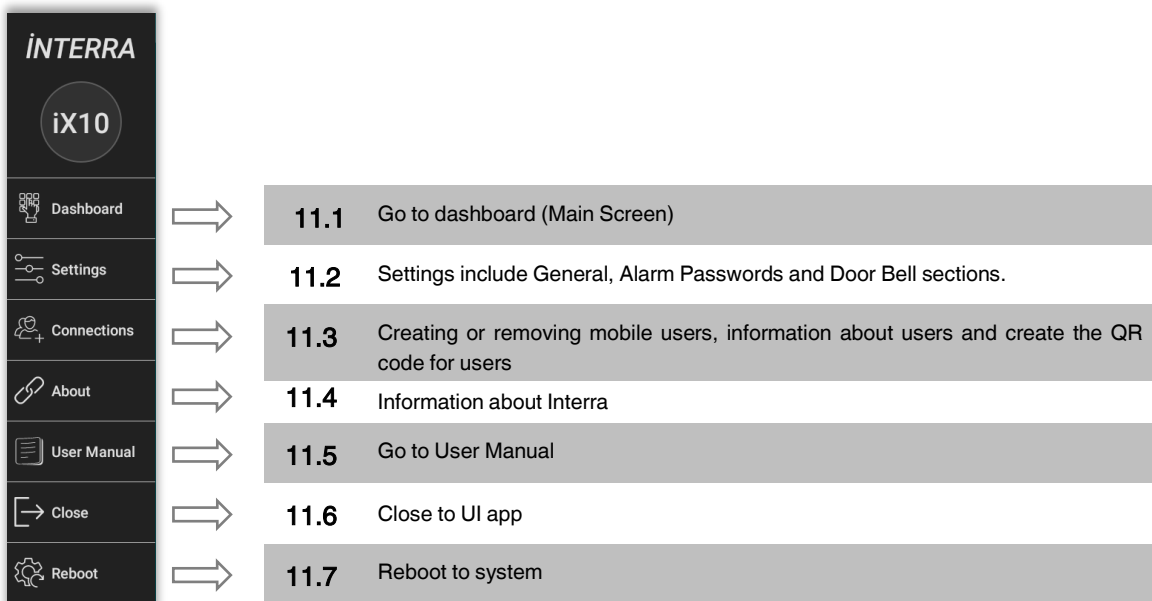 İNTERRA
iX10
Dashboard
11.1 Go to dashboard (Main Screen)
Settings
11.2 Settings include General, Alarm Passwords and Door Bell sections.
Connections
11.3 Creating or removing mobile users, information about users and create the QR
code for users
About
11.4 Information about Interra
User Manual
11.5 Go to User Manual
Close
11.6 Close to UI app
Reboot
11.7 Reboot to system